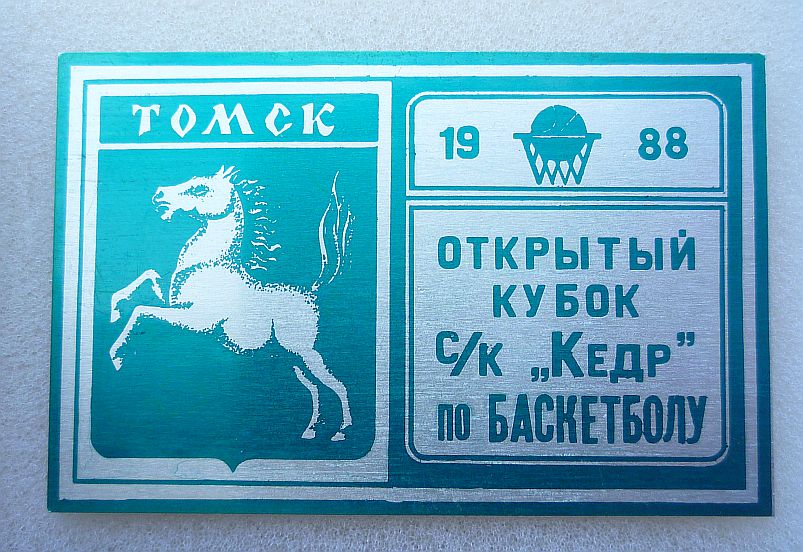 ТОМСК
19 88
ОТКРЫТЫЙ
КУБОК
С/К „КЕДР”
ПО БАСКЕТБОЛУ